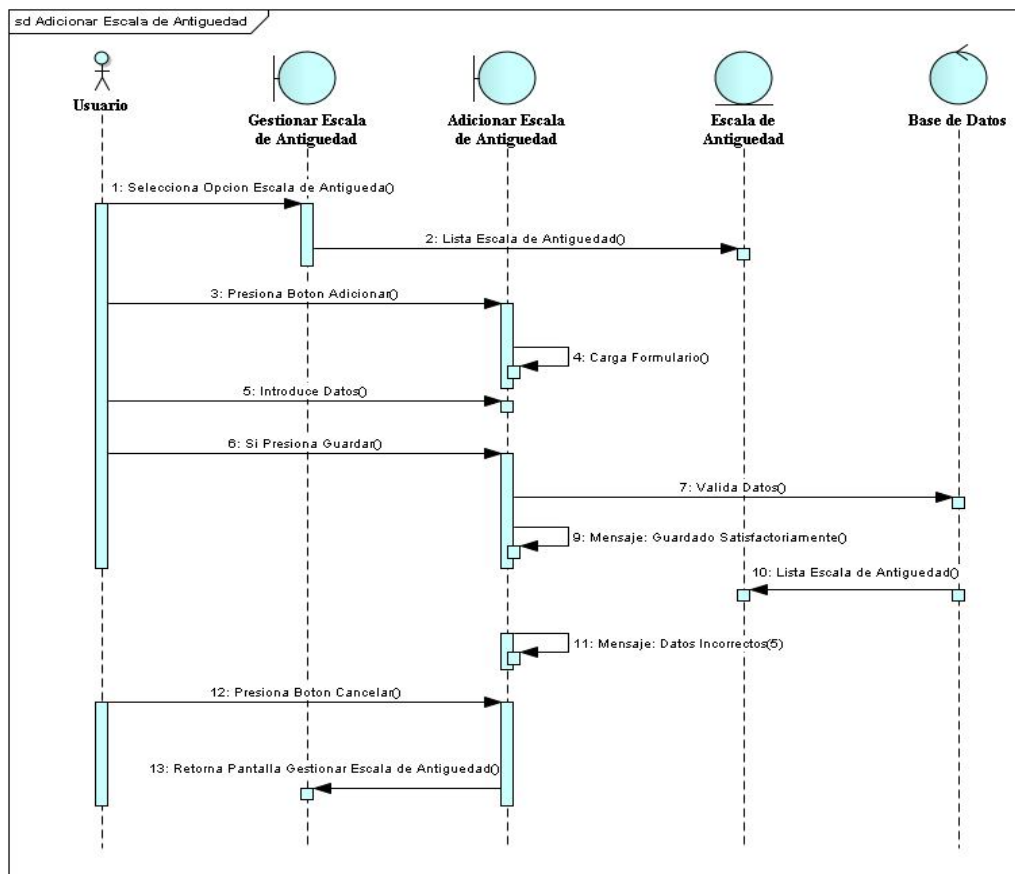 sd Adicionar Escala de Antiguedad
Usuario
Gestionar Escala
de Antiguedad
Adicionar Escala
de Antiguedad
Escala de
Antiguedad
Base de Datos
1: Selecciona Opcion Escala de Antigueda()
2: Lista Escala de Antiguedad()
3: Presiona Boton Adicionar()
4: Carga Formulario()
5: Introduce Datos()
6: Si Presiona Guardar()
7: Valida Datos()
9: Mensaje: Guardado Satisfactoriamente()
10: Lista Escala de Antiguedad()
11: Mensaje: Datos Incorrectos(5)
12: Presiona Boton Cancelar()
13: Retorna Pantalla Gestionar Escala de Antiguedad()